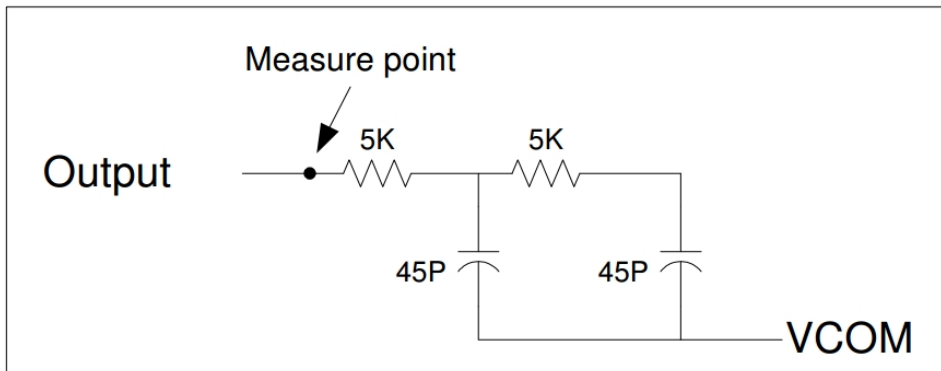 Measure point
5K
5K
Output
45P
45P
VCOM